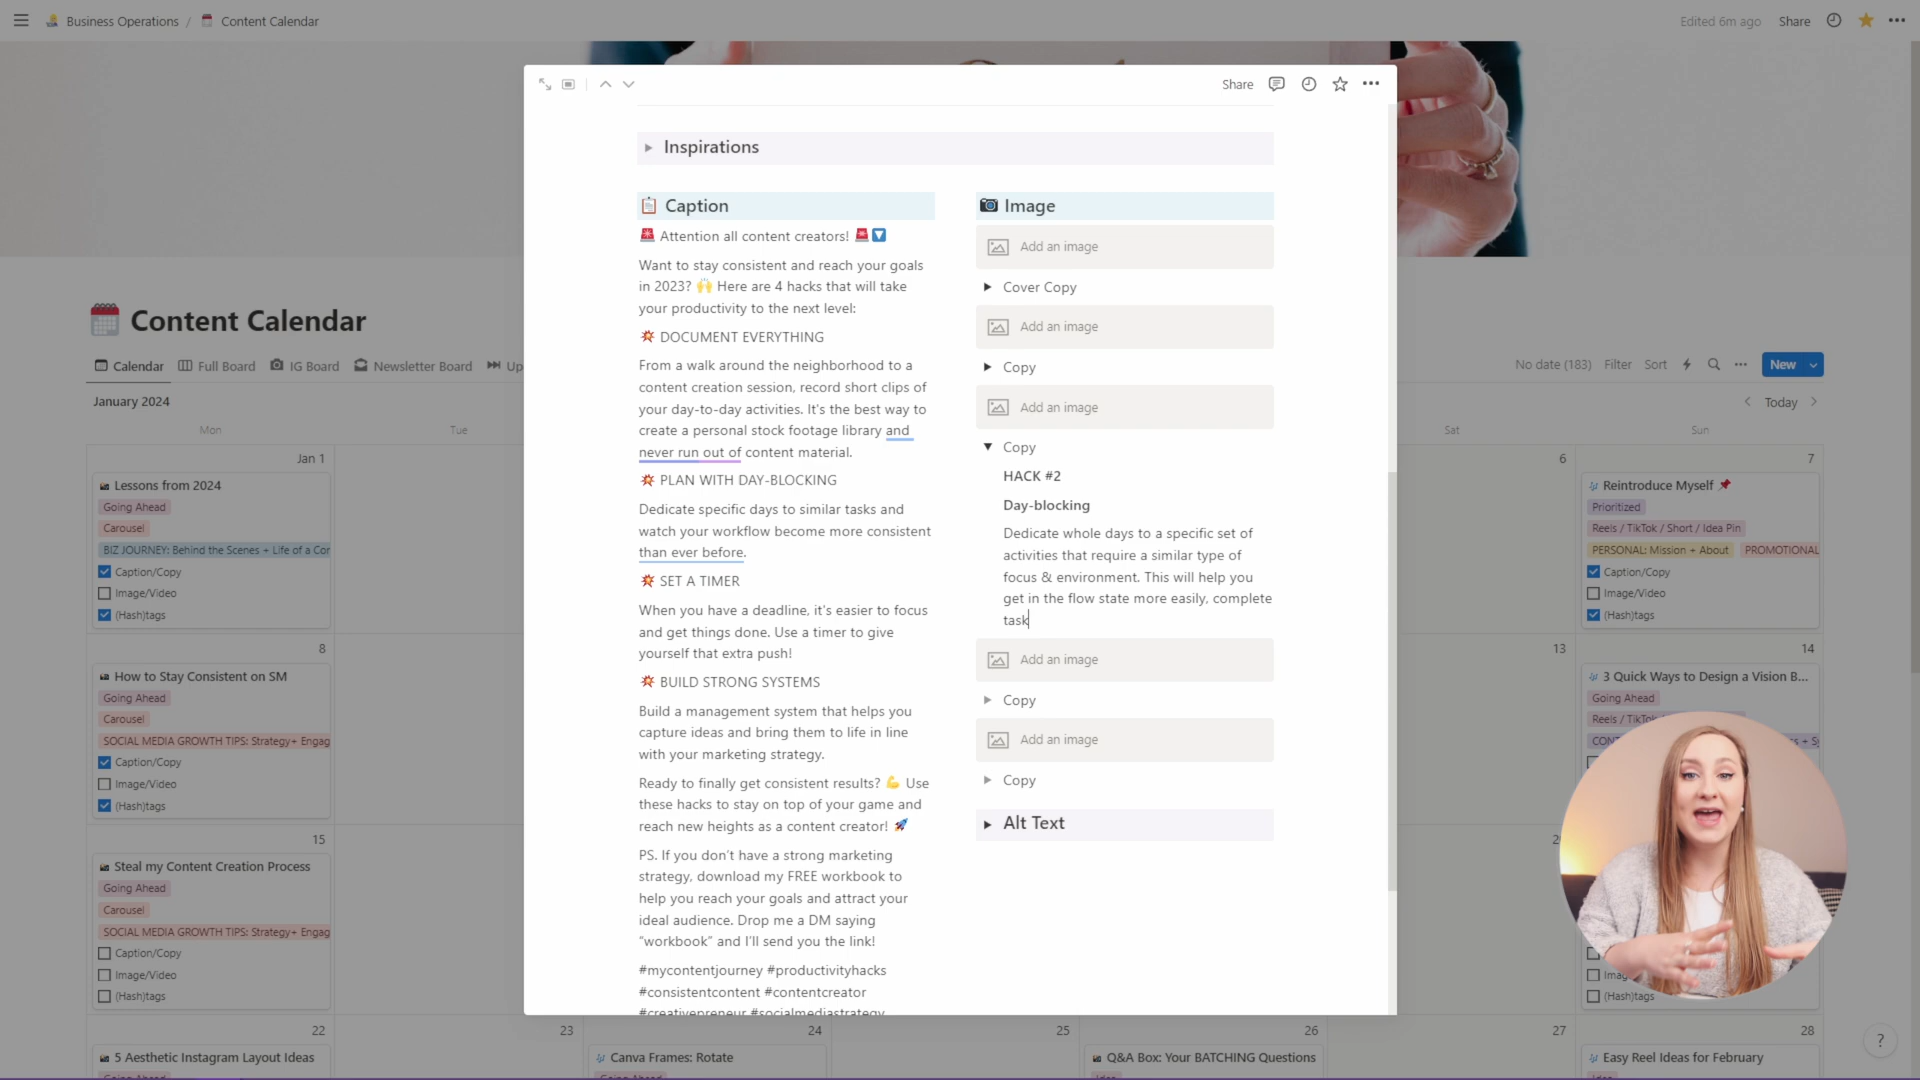 Business Operations / Content Calendar
Edited 6m ago Share
Share
Inspirations
Caption
Attention all content creators!
Want to stay consistent and reach your goals
in 2023? Here are 4 hacks that will take
your productivity to the next level:
DOCUMENT EVERYTHING
From a walk around the neighborhood to a
content creation session, record short clips of
your day-to-day activities. It's the best way to
create a personal stock footage library and
never run out of content material.
PLAN WITH DAY-BLOCKING
Dedicate specific days to similar tasks and
watch your workflow become more consistent
than ever before.
SET A TIMER
When you have a deadline, it's easier to focus
and get things done. Use a timer to give
yourself that extra push!
BUILD STRONG SYSTEMS
Build a management system that helps you
capture ideas and bring them to life in line
with your marketing strategy.
Ready to finally get consistent results? Use
these hacks to stay on top of your game and
reach new heights as a content creator!
PS. If you don't have a strong marketing
strategy, download my FREE workbook to
help you reach your goals and attract your
ideal audience. Drop me a DM saying
"workbook" and I'll send you the link!
#mycontentjourney #productivityhacks
#consistentcontent #contentcreator
#creativepreneur #socialmediastrategy
Image
Add an image
Cover Copy
Add an image
Copy
Add an image
Copy
HACK #2
Day-blocking
Dedicate whole days to a specific set of
activities that require a similar type of
focus & environment. This will help you
get in the flow state more easily, complete
task
Add an image
Copy
Add an image
Copy
Alt Text
Content Calendar
Calendar Full Board IG Board Newsletter Board Up
No date (183) Filter Sort New
January 2024
Today
Mon Tue Sat Sun
Jan 1
Lessons from 2024
Going Ahead
Carousel
BIZ JOURNEY: Behind the Scenes + Life of a Cor
Caption/Copy
Image/Video
(Hash)tags
6
7
Reintroduce Myself
Prioritized
Reels / TikTok / Short / Idea Pin
PERSONAL: Mission + About PROMOTIONAL
Caption/Copy
Image/Video
(Hash)tags
8
How to Stay Consistent on SM
Going Ahead
Carousel
SOCIAL MEDIA GROWTH TIPS: Strategy+ Engag
Caption/Copy
Image/Video
(Hash)tags
13
14
3 Quick Ways to Design a Vision B...
Going Ahead
Reels / TikTok
15
Steal my Content Creation Process
Going Ahead
Carousel
SOCIAL MEDIA GROWTH TIPS: Strategy+ Engag
Caption/Copy
Image/Video
(Hash)tags
(Hash)tags
22
5 Aesthetic Instagram Layout Ideas
23
24
Canva Frames: Rotate
25
26
Q&A Box: Your BATCHING Questions
27
28
Easy Reel Ideas for February
?